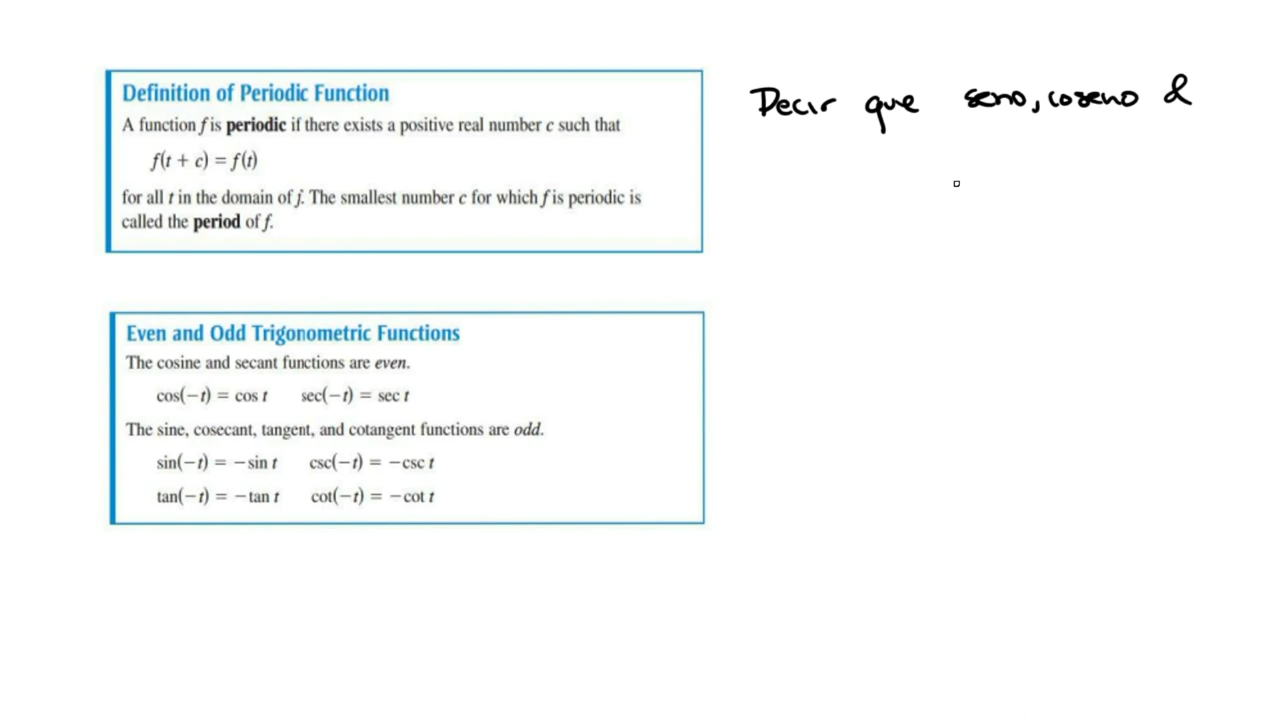 Definition of Periodic Function
A function f is periodic if there exists a positive real number c such that
f(t + c) = f(t)
for all t in the domain of f. The smallest number c for which f is periodic is
called the period of f.
Decir que seno, coseno &
Even and Odd Trigonometric Functions
The cosine and secant functions are even.
cos(−t) = cos t sec(−t) = sec t
The sine, cosecant, tangent, and cotangent functions are odd.
sin(−t) = −sin t csc(−t) = −csc t
tan(−t) = −tan t cot(−t) = −cot t